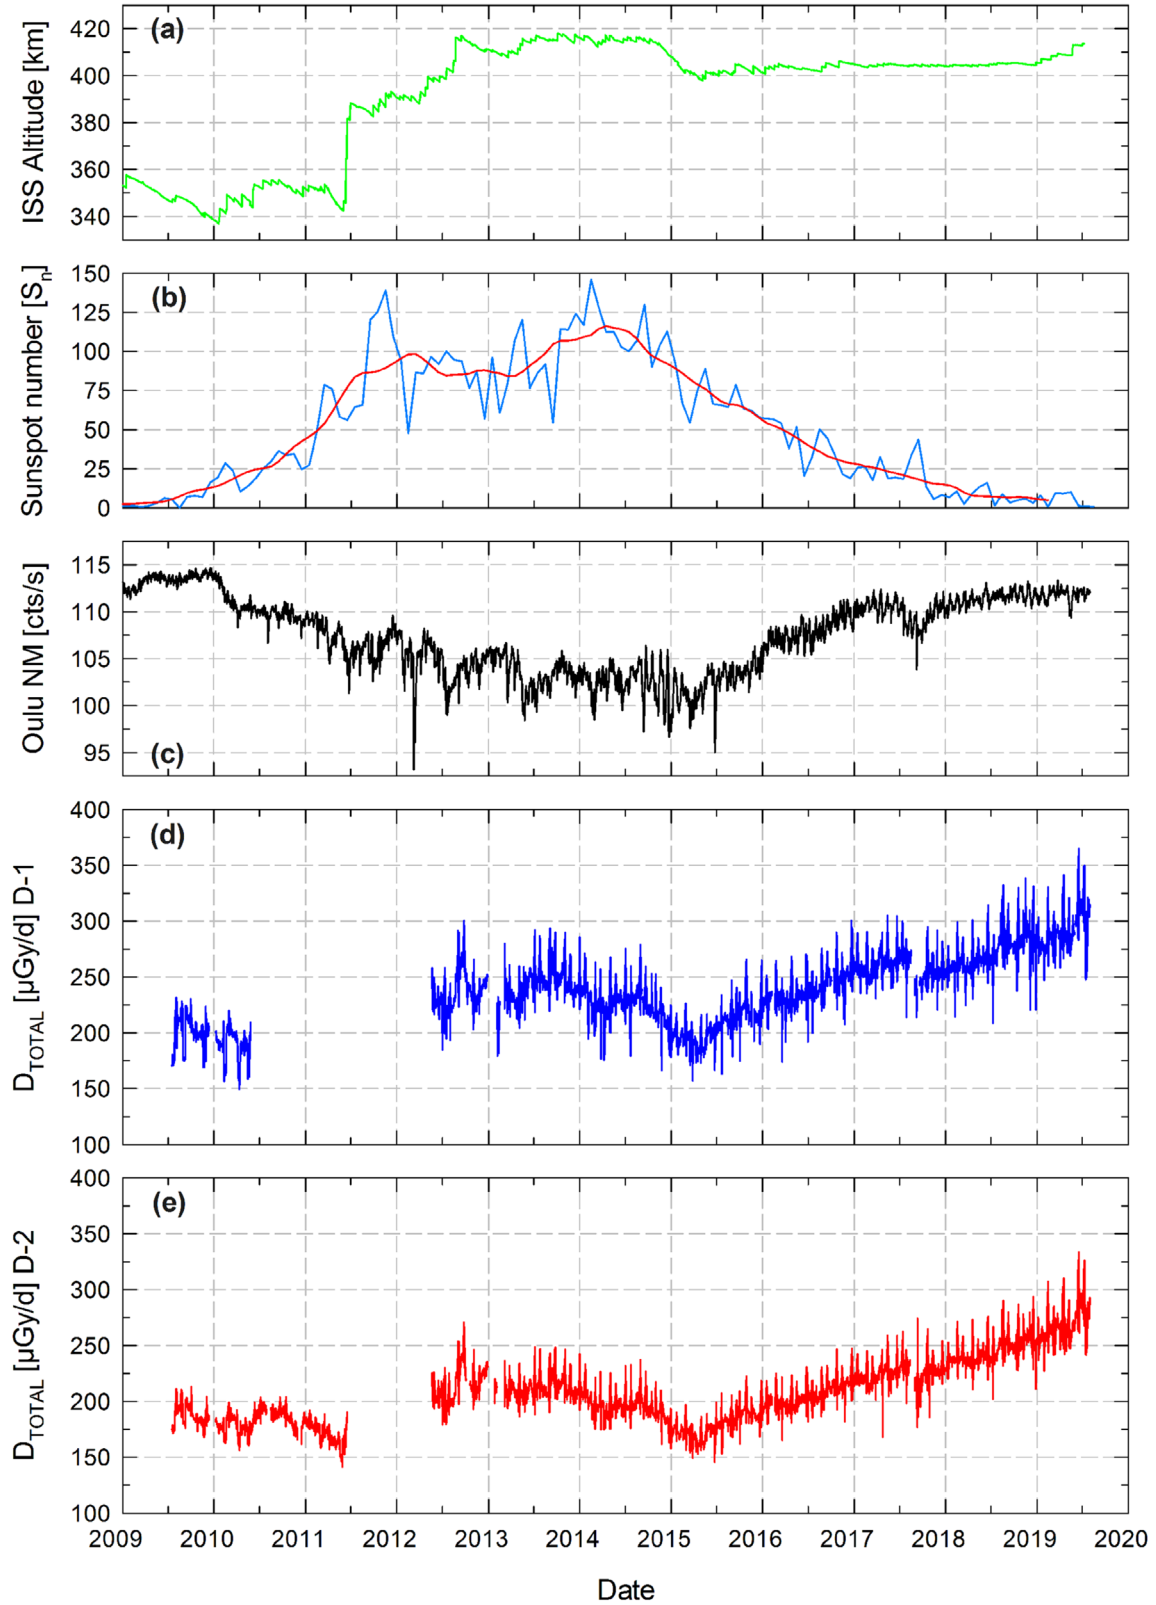 (a)
ISS Altitude [km]
420
400
380
360
340
(b)
Sunspot number [Sn]
150
125
100
75
50
25
0
(c)
Oulu NM [cts/s]
115
110
105
100
95
(d)
DTOTAL [µGy/d] D-1
400
350
300
250
200
150
100
(e)
DTOTAL [µGy/d] D-2
400
350
300
250
200
150
100
2009 2010 2011 2012 2013 2014 2015 2016 2017 2018 2019 2020
Date